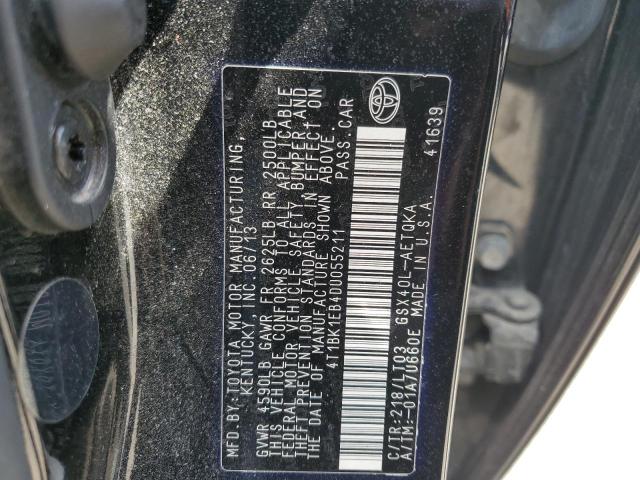 MFD.BY:TOYOTA MOTOR MANUFACTURING,
KENTUCKY, INC. 06/13
GVWR 4590LB GAWR FR 2625LB RR 2500LB
THIS VEHICLE CONFORMS TO ALL APPLICABLE
FEDERAL MOTOR VEHICLE SAFETY BUMPER AND
THEFT PREVENTION STANDARDS IN EFFECT ON
THE DATE OF MANUFACTURE SHOWN ABOVE.
4T1BK1EB4DU055211 PASS.CAR
C/TR:218/LT03 GSX40L-AETQKA
A/TM:-01A/U660E MADE IN U.S.A. 41639